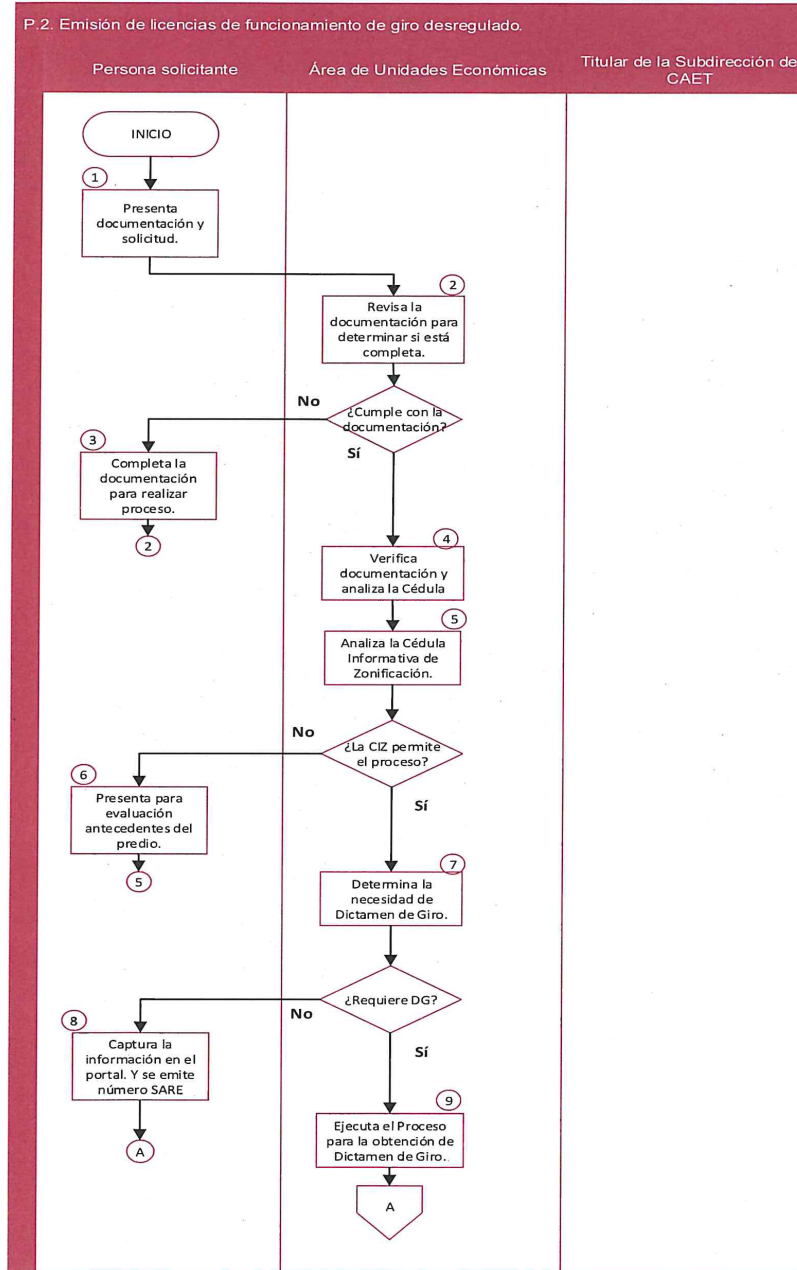 P.2. Emisión de licencias de funcionamiento de giro desregulado.
Persona solicitante
Área de Unidades Económicas
Titular de la Subdirección de
CAET
INICIO
1
Presenta
documentación y
solicitud.
2
Revisa la
documentación para
determinar si está
completa.
No
¿Cumple con la
documentación?
Sí
3
Completa la
documentación
para realizar
proceso.
2
4
Verifica
documentación y
analiza la Cédula
5
Analiza la Cédula
Informativa de
Zonificación.
No
¿La CIZ permite
el proceso?
Sí
6
Presenta para
evaluación
antecedentes del
predio.
5
7
Determina la
necesidad de
Dictamen de Giro.
¿Requiere DG?
No
Sí
8
Captura la
información en el
portal. Y se emite
número SARE
A
9
Ejecuta el Proceso
para la obtención de
Dictamen de Giro.
A